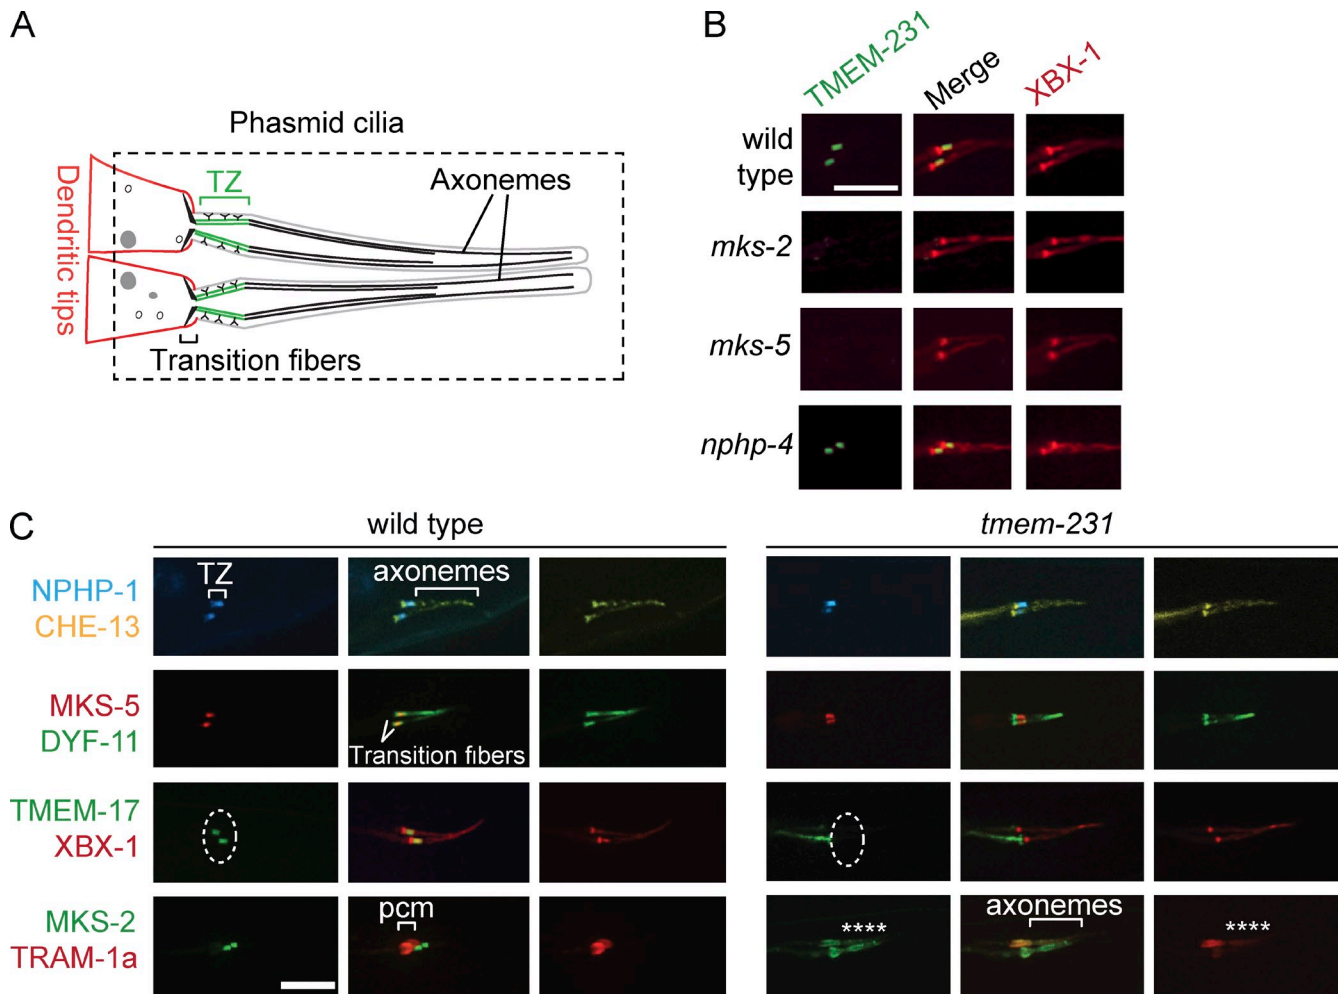 A
Phasmid cilia
TZ
Axonemes
Dendritic tips
Transition fibers
B
TMEM-231
Merge
XBX-1
wild
type
mks-2
mks-5
nphp-4
C
wild type
tmem-231
NPHP-1
CHE-13
TZ
axonemes
MKS-5
DYF-11
Transition fibers
TMEM-17
XBX-1
MKS-2
TRAM-1a
pcm
****
axonemes
****